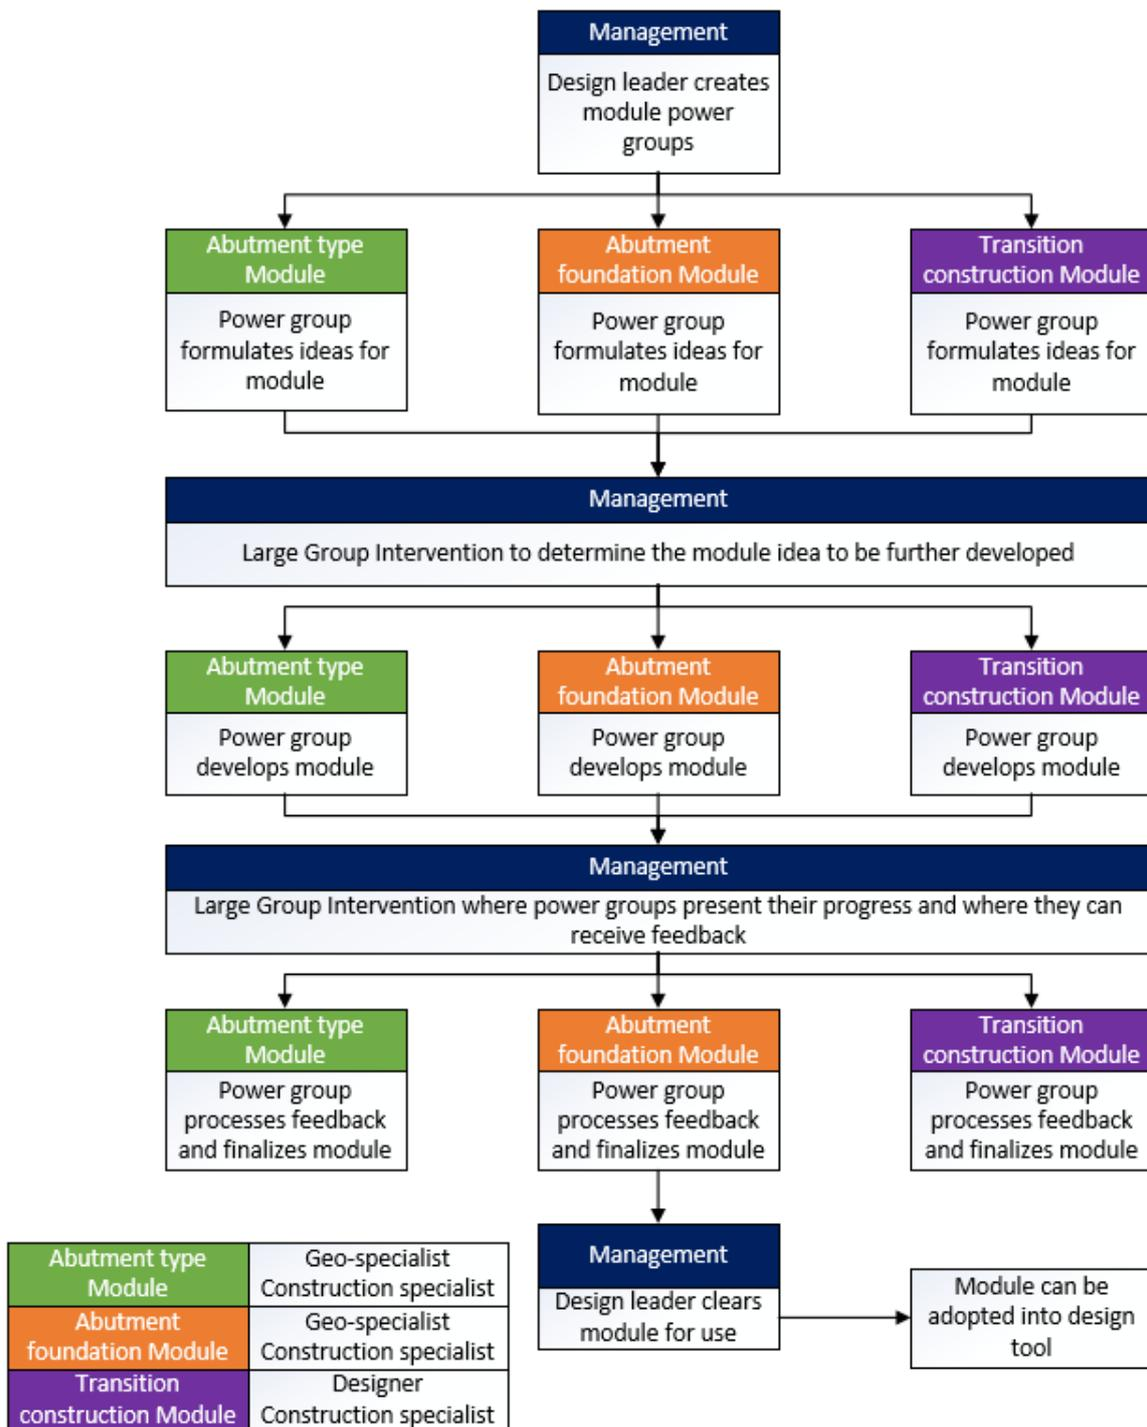 Management
Design leader creates
module power
groups
Abutment type
Module
Power group
formulates ideas for
module
Abutment
foundation Module
Power group
formulates ideas for
module
Transition
construction Module
Power group
formulates ideas for
module
Management
Large Group Intervention to determine the module idea to be further developed
Abutment type
Module
Power group
develops module
Abutment
foundation Module
Power group
develops module
Transition
construction Module
Power group
develops module
Management
Large Group Intervention where power groups present their progress and where they can
receive feedback
Abutment type
Module
Power group
processes feedback
and finalizes module
Abutment
foundation Module
Power group
processes feedback
and finalizes module
Transition
construction Module
Power group
processes feedback
and finalizes module
Management
Design leader clears
module for use
Module can be
adopted into design
tool
Abutment type
Module
Geo-specialist
Construction specialist
Abutment
foundation Module
Geo-specialist
Construction specialist
Transition
construction Module
Designer
Construction specialist